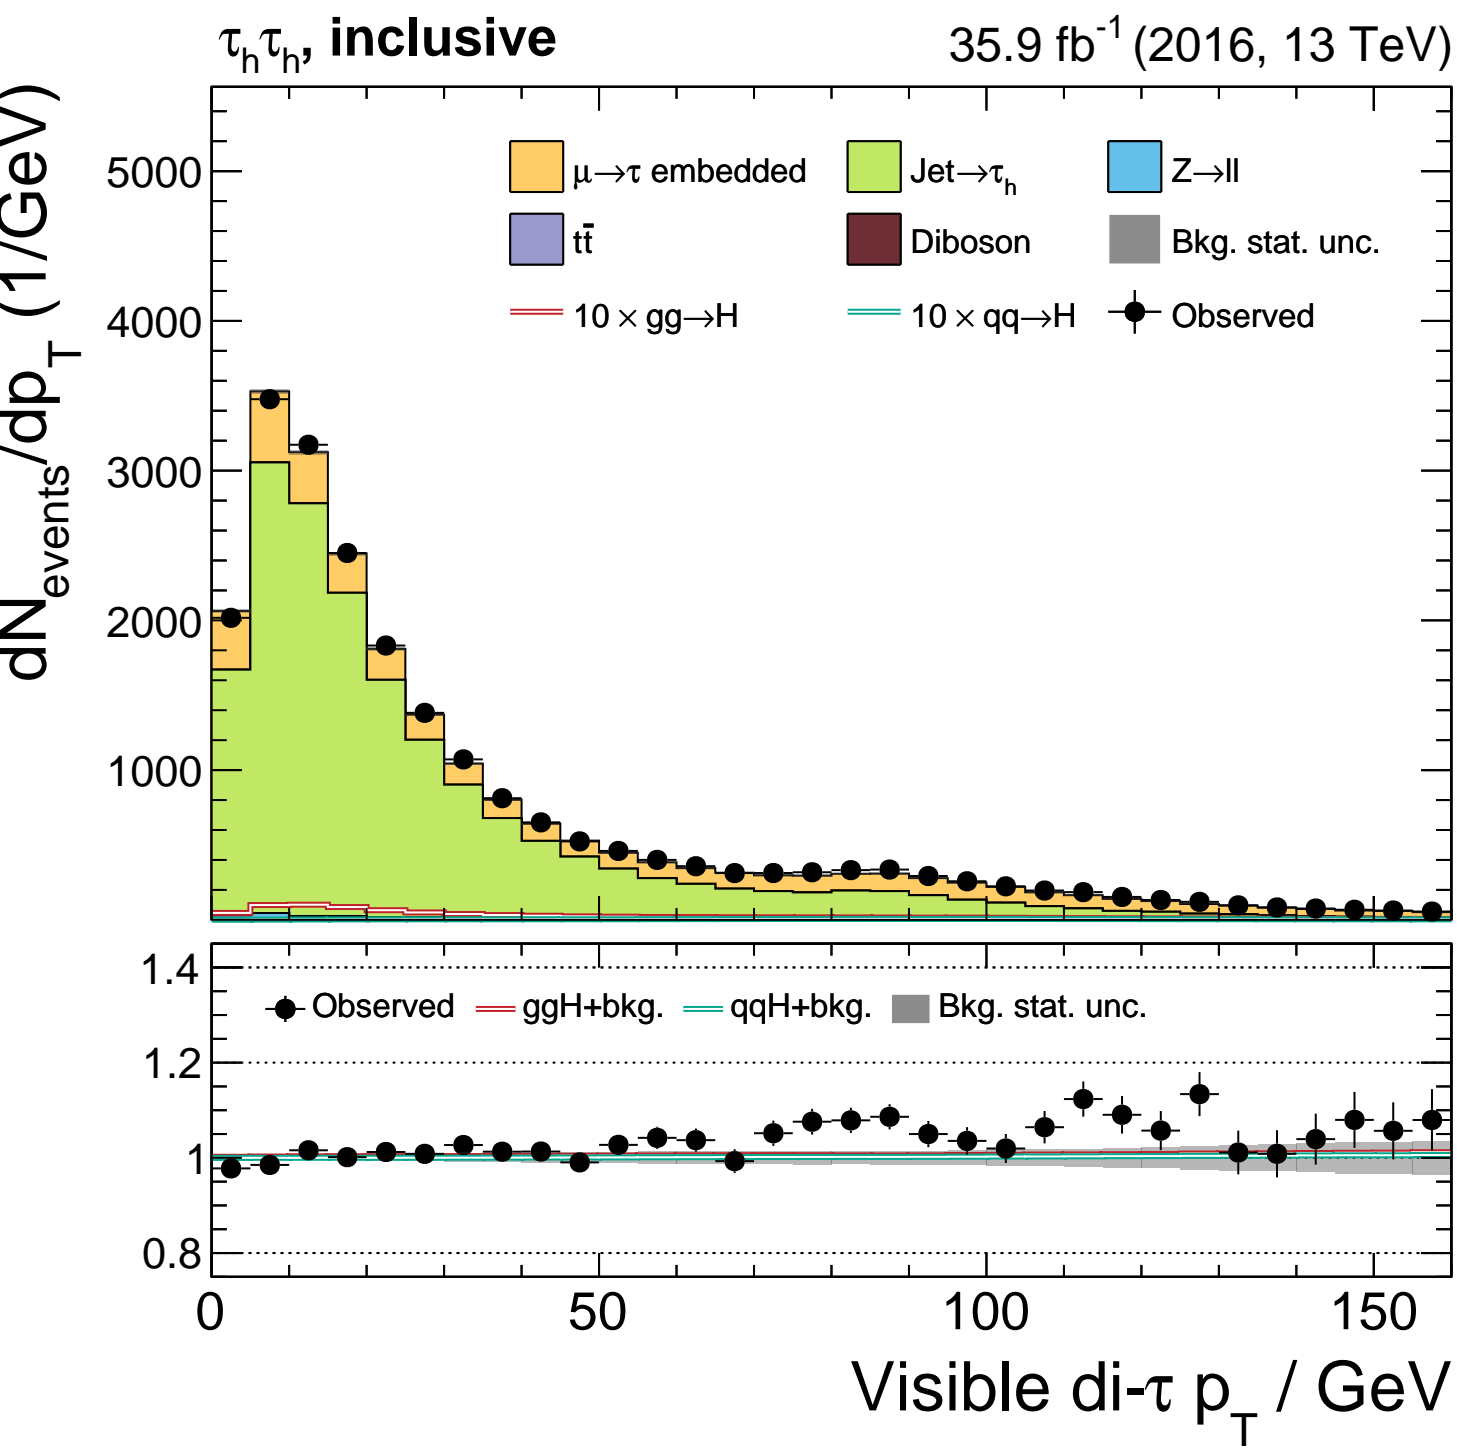 τhτh, inclusive
35.9 fb-1 (2016, 13 TeV)
dNevents/dpT (1/GeV)
5000
4000
3000
2000
1000
μ→τ embedded
Jet→τh
Z→ll
tt̄
Diboson
Bkg. stat. unc.
10 × gg→H
10 × qq→H
Observed
1.4
1.2
1
0.8
Observed
ggH+bkg.
qqH+bkg.
Bkg. stat. unc.
0
50
100
150
Visible di-τ pT / GeV